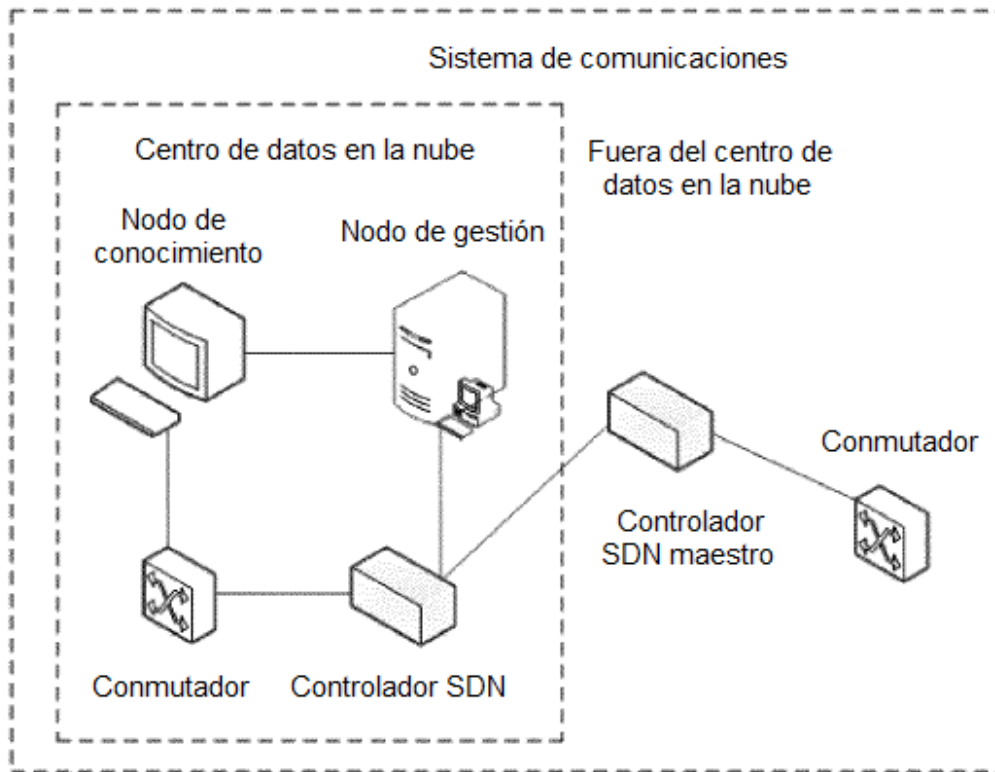 Sistema de comunicaciones
Centro de datos en la nube
Fuera del centro de
datos en la nube
Nodo de
conocimiento
Nodo de gestión
Conmutador
Controlador
SDN maestro
Conmutador
Controlador SDN